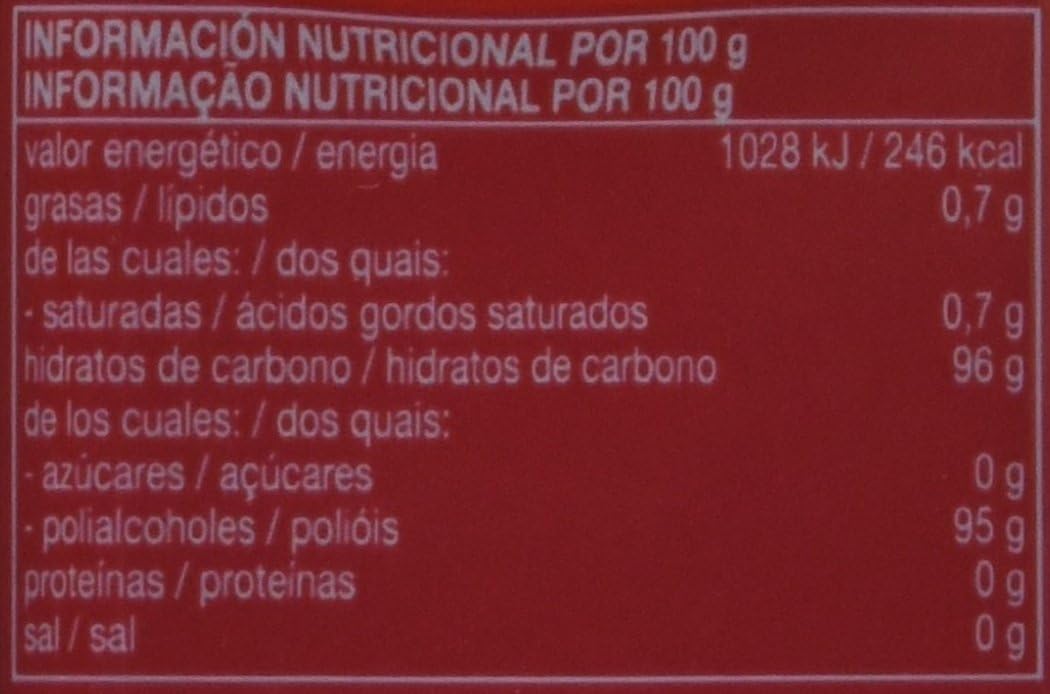 INFORMACIÓN NUTRICIONAL POR 100 g
INFORMAÇÃO NUTRICIONAL POR 100 g
valor energético / energia 1028 kJ / 246 kcal
grasas / lípidos 0,7 g
de las cuales: / dos quais:
- saturadas / ácidos gordos saturados 0,7 g
hidratos de carbono / hidratos de carbono 96 g
de los cuales: / dos quais:
- azúcares / açúcares 0 g
- polialcoholes / polióis 95 g
proteínas / proteínas 0 g
sal / sal 0 g